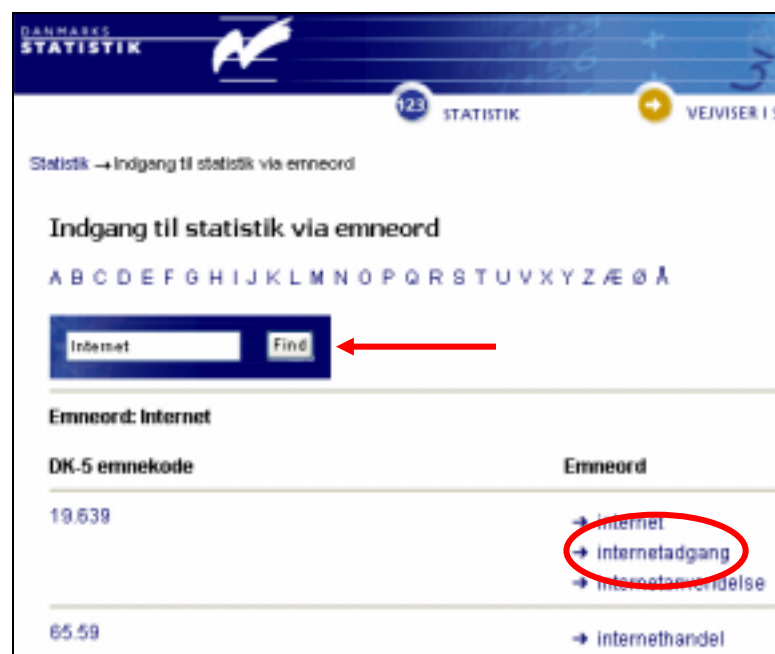 DANMARKS
STATISTIK
123 STATISTIK
VEJVISER I S
Statistik → Indgang til statistik via emneord
Indgang til statistik via emneord
A B C D E F G H I J K L M N O P Q R S T U V X Y Z Æ Ø Å
Internet Find
Emneord: Internet
DK-5 emnekode Emneord
19.639 → internet
→ internetadgang
→ internetanvendelse
65.59 → internethandel